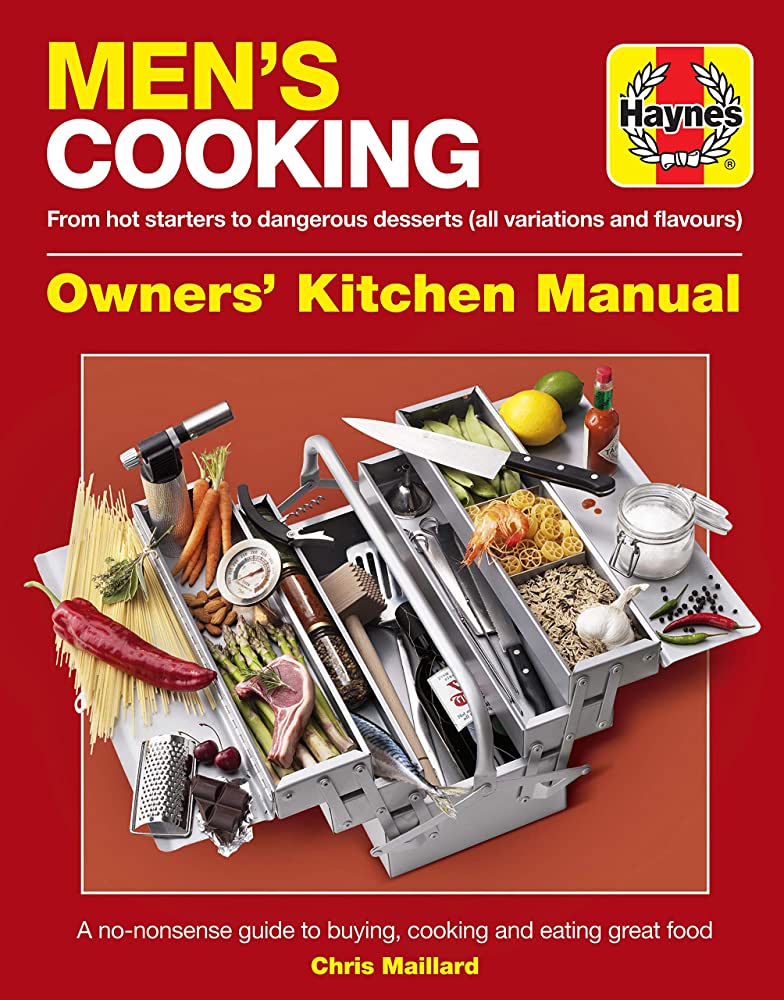 MEN'S
COOKING
Haynes
®
From hot starters to dangerous desserts (all variations and flavours)
Owners' Kitchen Manual
A no-nonsense guide to buying, cooking and eating great food
Chris Maillard